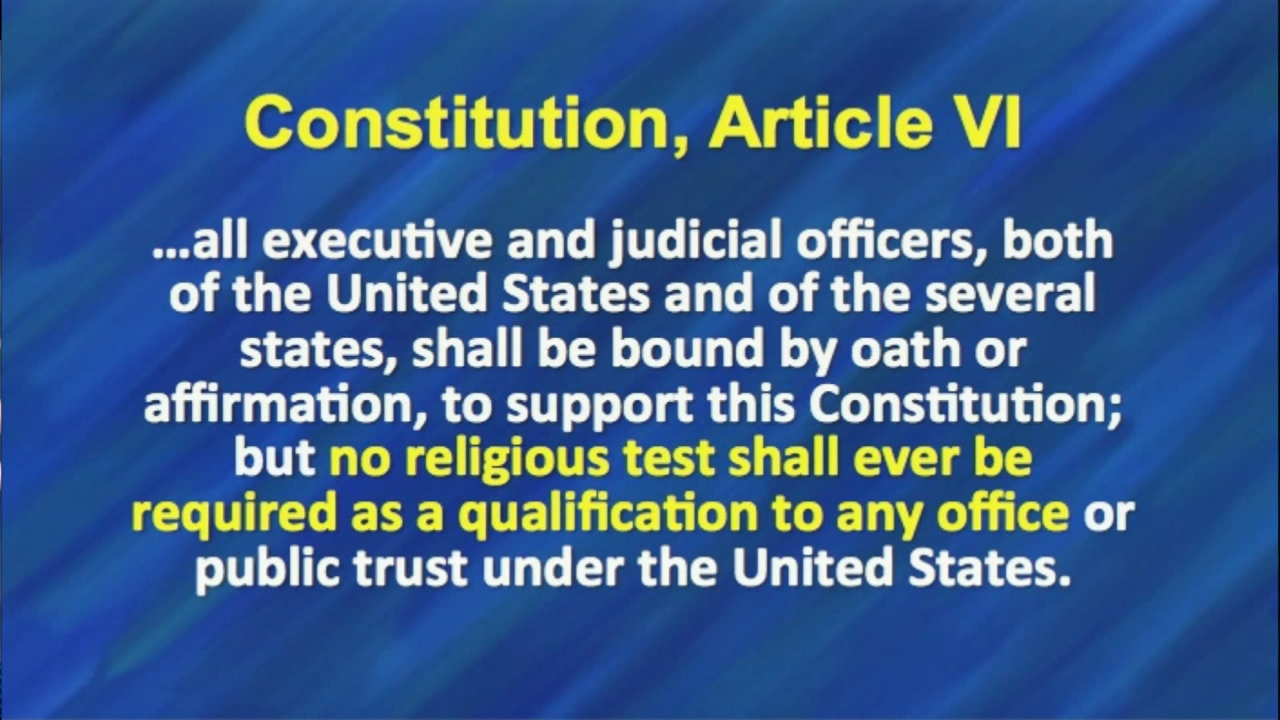 Constitution, Article VI
...all executive and judicial officers, both
of the United States and of the several
states, shall be bound by oath or
affirmation, to support this Constitution;
but no religious test shall ever be
required as a qualification to any office or
public trust under the United States.